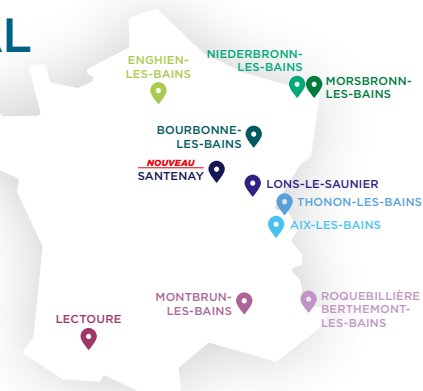 AL
ENGHIEN-
LES-BAINS
NIEDERBRONN-
LES-BAINS
MORSBRONN-
LES-BAINS
BOURBONNE-
LES-BAINS
NOUVEAU
SANTENAY
LONS-LE-SAUNIER
THONON-LES-BAINS
AIX-LES-BAINS
MONTBRUN-
LES-BAINS
ROQUEBILLIÈRE
BERTHEMONT-
LES-BAINS
LECTOURE